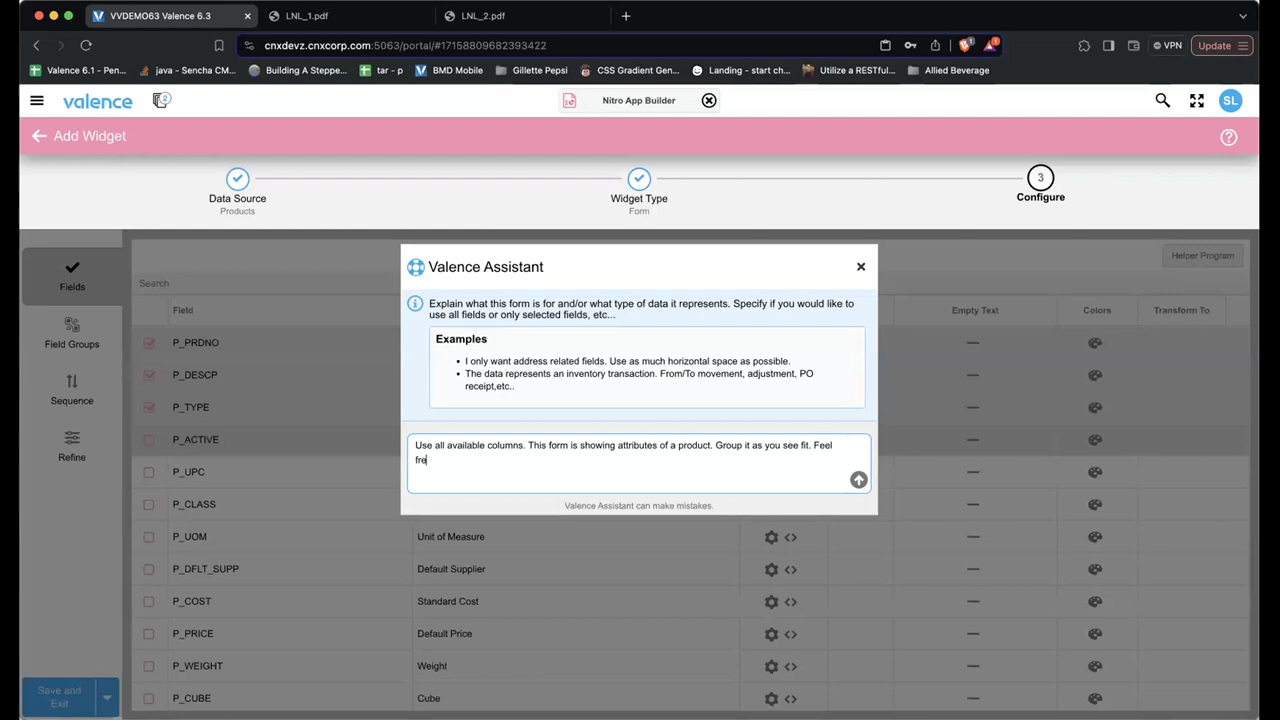 VVDEMO63 Valence 6.3
LNL_1.pdf
LNL_2.pdf
cnxdevz.cnxcorp.com:5063/portal/#17158809682393422
1
VPN
Update
Valence 6.1 - Pen...
java - Sencha CM...
Building A Steppe...
tar - p
BMD Mobile
Gillette Pepsi
CSS Gradient Gen...
Landing - start ch...
Utilize a RESTful...
Allied Beverage
valence
2
Nitro App Builder
SL
Add Widget
Data Source
Products
Widget Type
Form
3
Configure
Fields
Field Groups
Sequence
Refine
Save and
Exit
Helper Program
Search
Field
Empty Text
Colors
Transform To
P_PRDNO
P_DESCP
P_TYPE
P_ACTIVE
P_UPC
P_CLASS
P_UOM
Unit of Measure
P_DFLT_SUPP
Default Supplier
P_COST
Standard Cost
P_PRICE
Default Price
P_WEIGHT
Weight
P_CUBE
Cube
Valence Assistant
Explain what this form is for and/or what type of data it represents. Specify if you would like to
use all fields or only selected fields, etc...
Examples
• I only want address related fields. Use as much horizontal space as possible.
• The data represents an inventory transaction. From/To movement, adjustment, PO
receipt,etc..
Use all available columns. This form is showing attributes of a product. Group it as you see fit. Feel
fre
Valence Assistant can make mistakes.